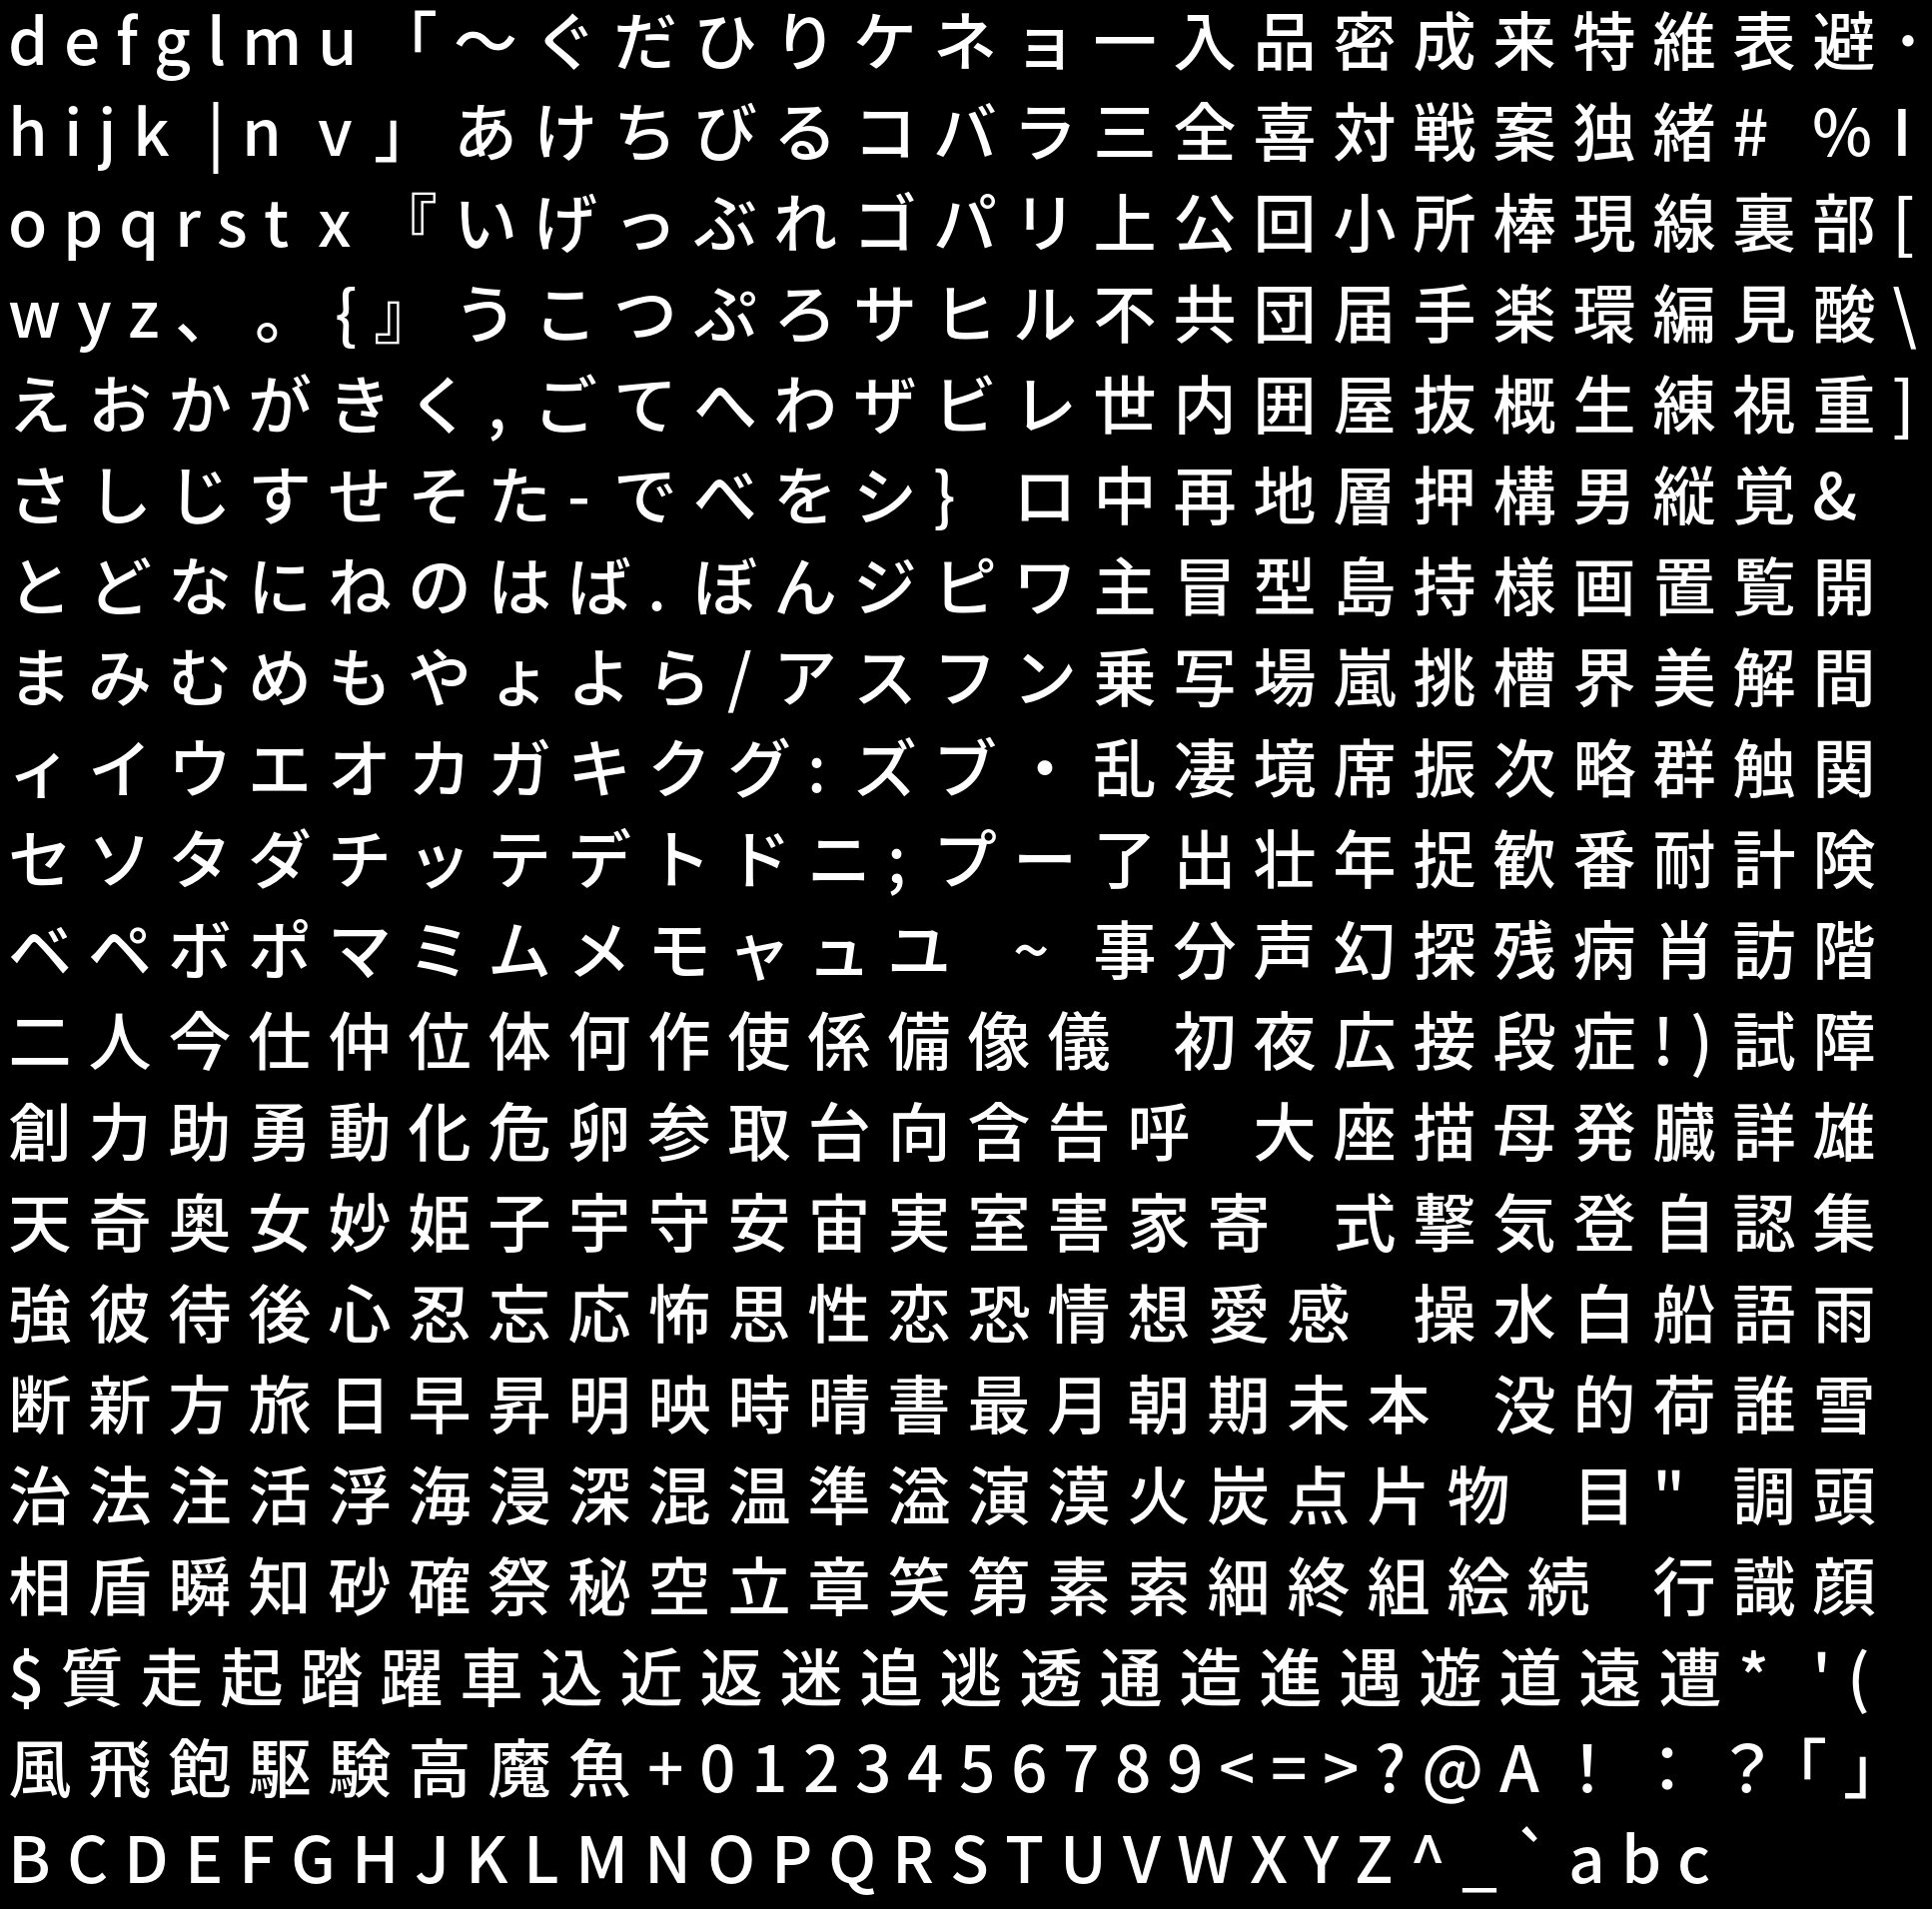 d e f g l m u 「 ～ ぐ だ ひ り ケ ネ ョ 一 入 品 密 成 来 特 維 表 避 ·
h i j k | n v 」 あ け ち び る コ バ ラ 三 全 喜 対 戦 案 独 緒 # % I
o p q r s t x 『 い げ っ ぶ れ ゴ パ リ 上 公 回 小 所 棒 現 線 裏 部 [
w y z 、 。 { 』 う こ つ ぷ ろ サ ヒ ル 不 共 団 届 手 楽 環 編 見 酸 \
え お か が き く , ご て へ わ ザ ビ レ 世 内 囲 屋 抜 概 生 練 視 重 ]
さ し じ す せ そ た - で べ を シ } ロ 中 再 地 層 押 構 男 縦 覚 &
と ど な に ね の は ば . ぼ ん ジ ピ ワ 主 冒 型 島 持 様 画 置 覧 開
ま み む め も や ょ よ ら / ア ス フ ン 乗 写 場 嵐 挑 槽 界 美 解 間
ィ イ ウ エ オ カ ガ キ ク グ : ズ ブ ・ 乱 凄 境 席 振 次 略 群 触 関
セ ソ タ ダ チ ッ テ デ ト ド ニ ; プ ー 了 出 壮 年 捉 歓 番 耐 計 険
ベ ペ ボ ポ マ ミ ム メ モ ャ ュ ユ ~ 事 分 声 幻 探 残 病 肖 訪 階
二 人 今 仕 仲 位 体 何 作 使 係 備 像 儀 初 夜 広 接 段 症 ! ) 試 障
創 力 助 勇 動 化 危 卵 参 取 台 向 含 告 呼 大 座 描 母 発 臓 詳 雄
天 奇 奥 女 妙 姫 子 宇 守 安 宙 実 室 害 家 寄 式 撃 気 登 自 認 集
強 彼 待 後 心 忍 忘 応 怖 思 性 恋 恐 情 想 愛 感 操 水 白 船 語 雨
断 新 方 旅 日 早 昇 明 映 時 晴 書 最 月 朝 期 未 本 没 的 荷 誰 雪
治 法 注 活 浮 海 浸 深 混 温 準 溢 演 漠 火 炭 点 片 物 目 " 調 頭
相 盾 瞬 知 砂 確 祭 秘 空 立 章 笑 第 素 索 細 終 組 絵 続 行 識 顔
$ 質 走 起 踏 躍 車 込 近 返 迷 追 逃 透 通 造 進 遇 遊 道 遠 遭 * ' (
風 飛 飽 駆 験 高 魔 魚 + 0 1 2 3 4 5 6 7 8 9 < = > ? @ A ！ ： ？ ｢ ｣
B C D E F G H J K L M N O P Q R S T U V W X Y Z ^ _ ` a b c